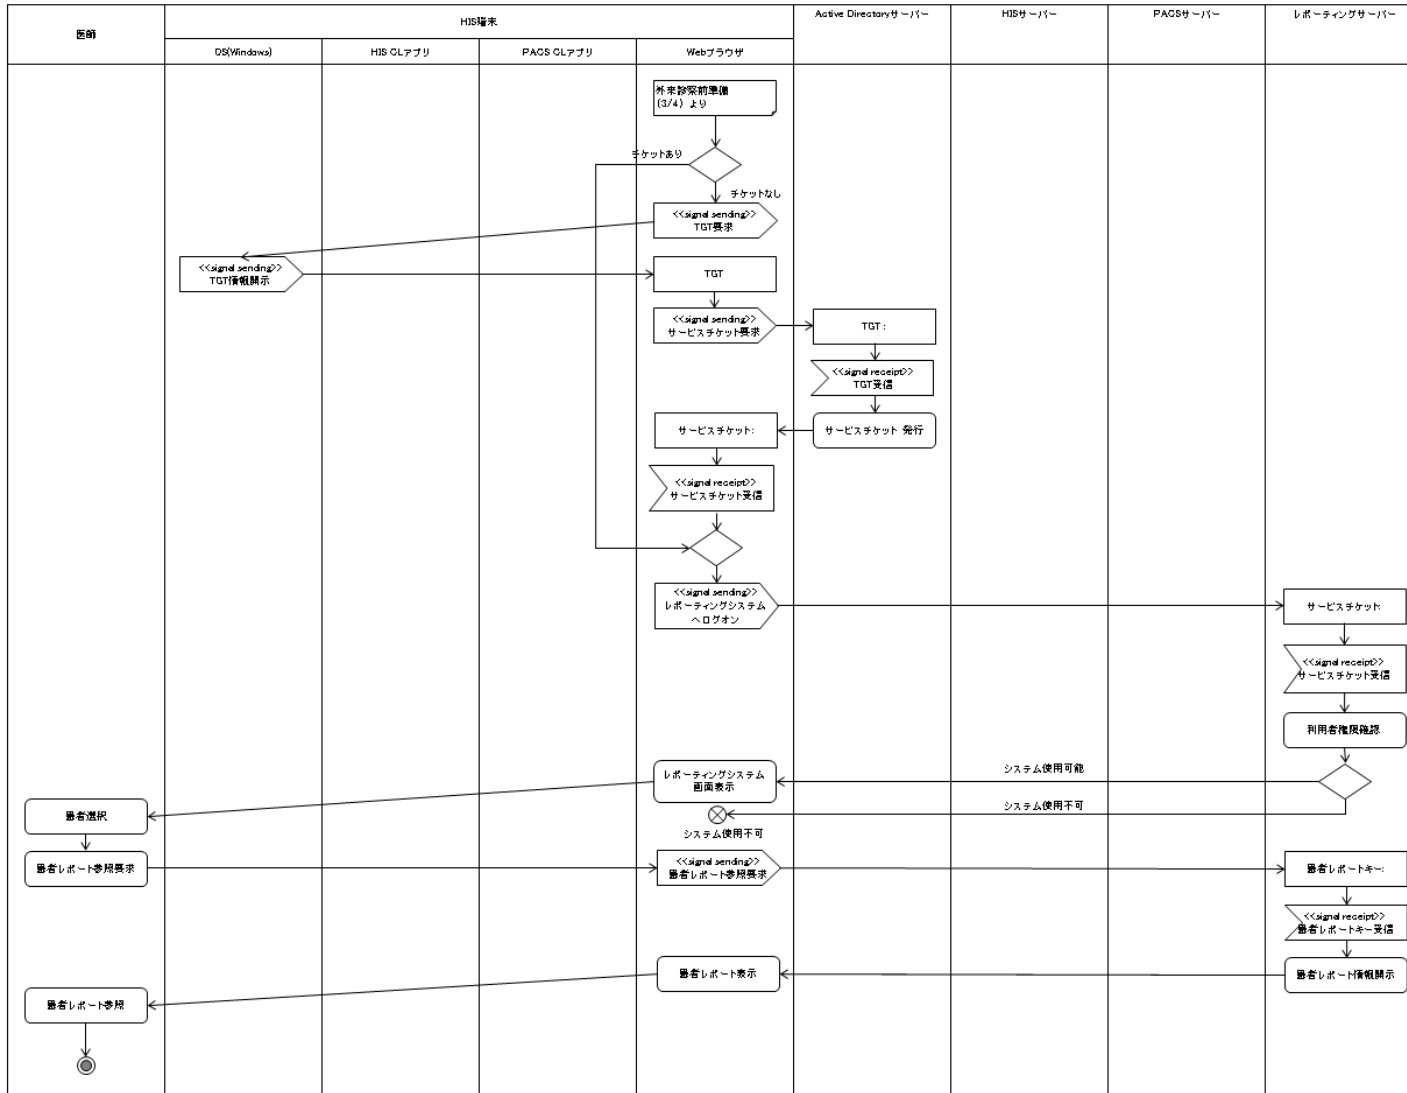 医師
HIS端末
Active Directoryサーバー
HISサーバー
PACSサーバー
レポーティングサーバー
OS(Windows)
HIS CLアプリ
PACS CLアプリ
Webブラウザ
外来診察前準備
(3/4) より
チケットあり
チケットなし
<<signal sending>>
TGT要求
<<signal sending>>
TGT情報開示
TGT
<<signal sending>>
サービスチケット要求
TGT :
<<signal receipt>>
TGT受信
サービスチケット:
サービスチケット 発行
<<signal receipt>>
サービスチケット受信
<<signal sending>>
レポーティングシステム
へログオン
サービスチケット:
<<signal receipt>>
サービスチケット受信
利用者権限確認
システム使用可能
レポーティングシステム
画面表示
システム使用不可
患者選択
システム使用不可
患者レポート参照要求
<<signal sending>>
患者レポート参照要求
患者レポートキー:
<<signal receipt>>
患者レポートキー受信
患者レポート表示
患者レポート情報開示
患者レポート参照